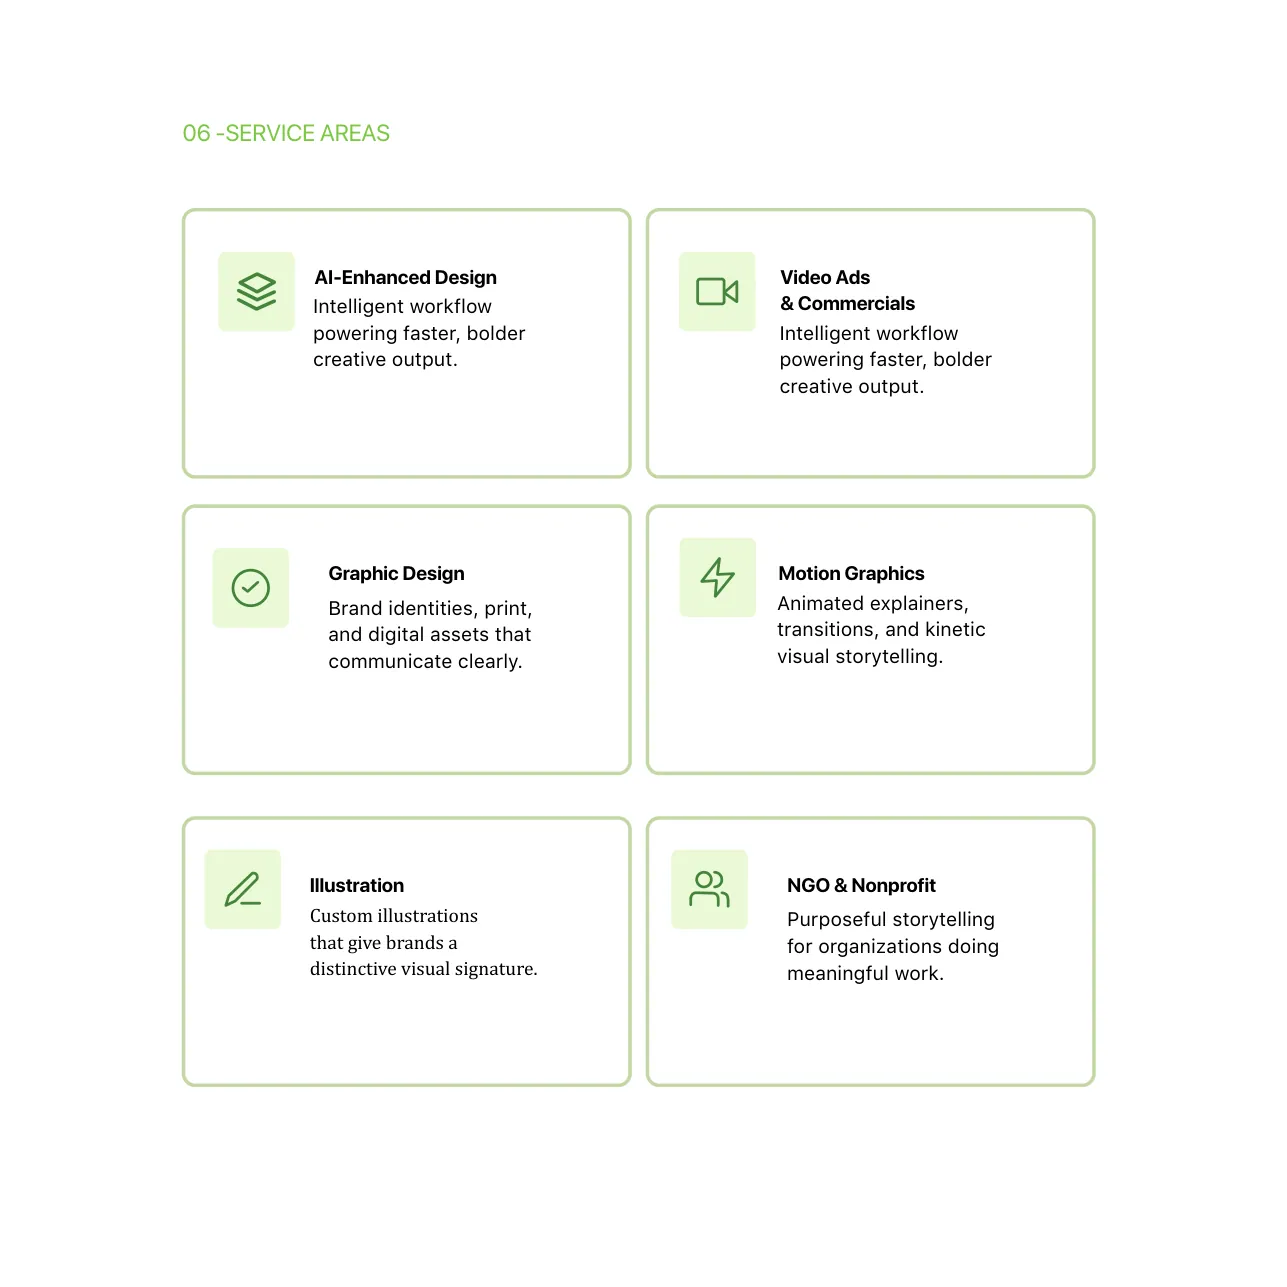 06 -SERVICE AREAS
AI-Enhanced Design
Intelligent workflow
powering faster, bolder
creative output.
Video Ads
& Commercials
Intelligent workflow
powering faster, bolder
creative output.
Graphic Design
Brand identities, print,
and digital assets that
communicate clearly.
Motion Graphics
Animated explainers,
transitions, and kinetic
visual storytelling.
Illustration
Custom illustrations
that give brands a
distinctive visual signature.
NGO & Nonprofit
Purposeful storytelling
for organizations doing
meaningful work.